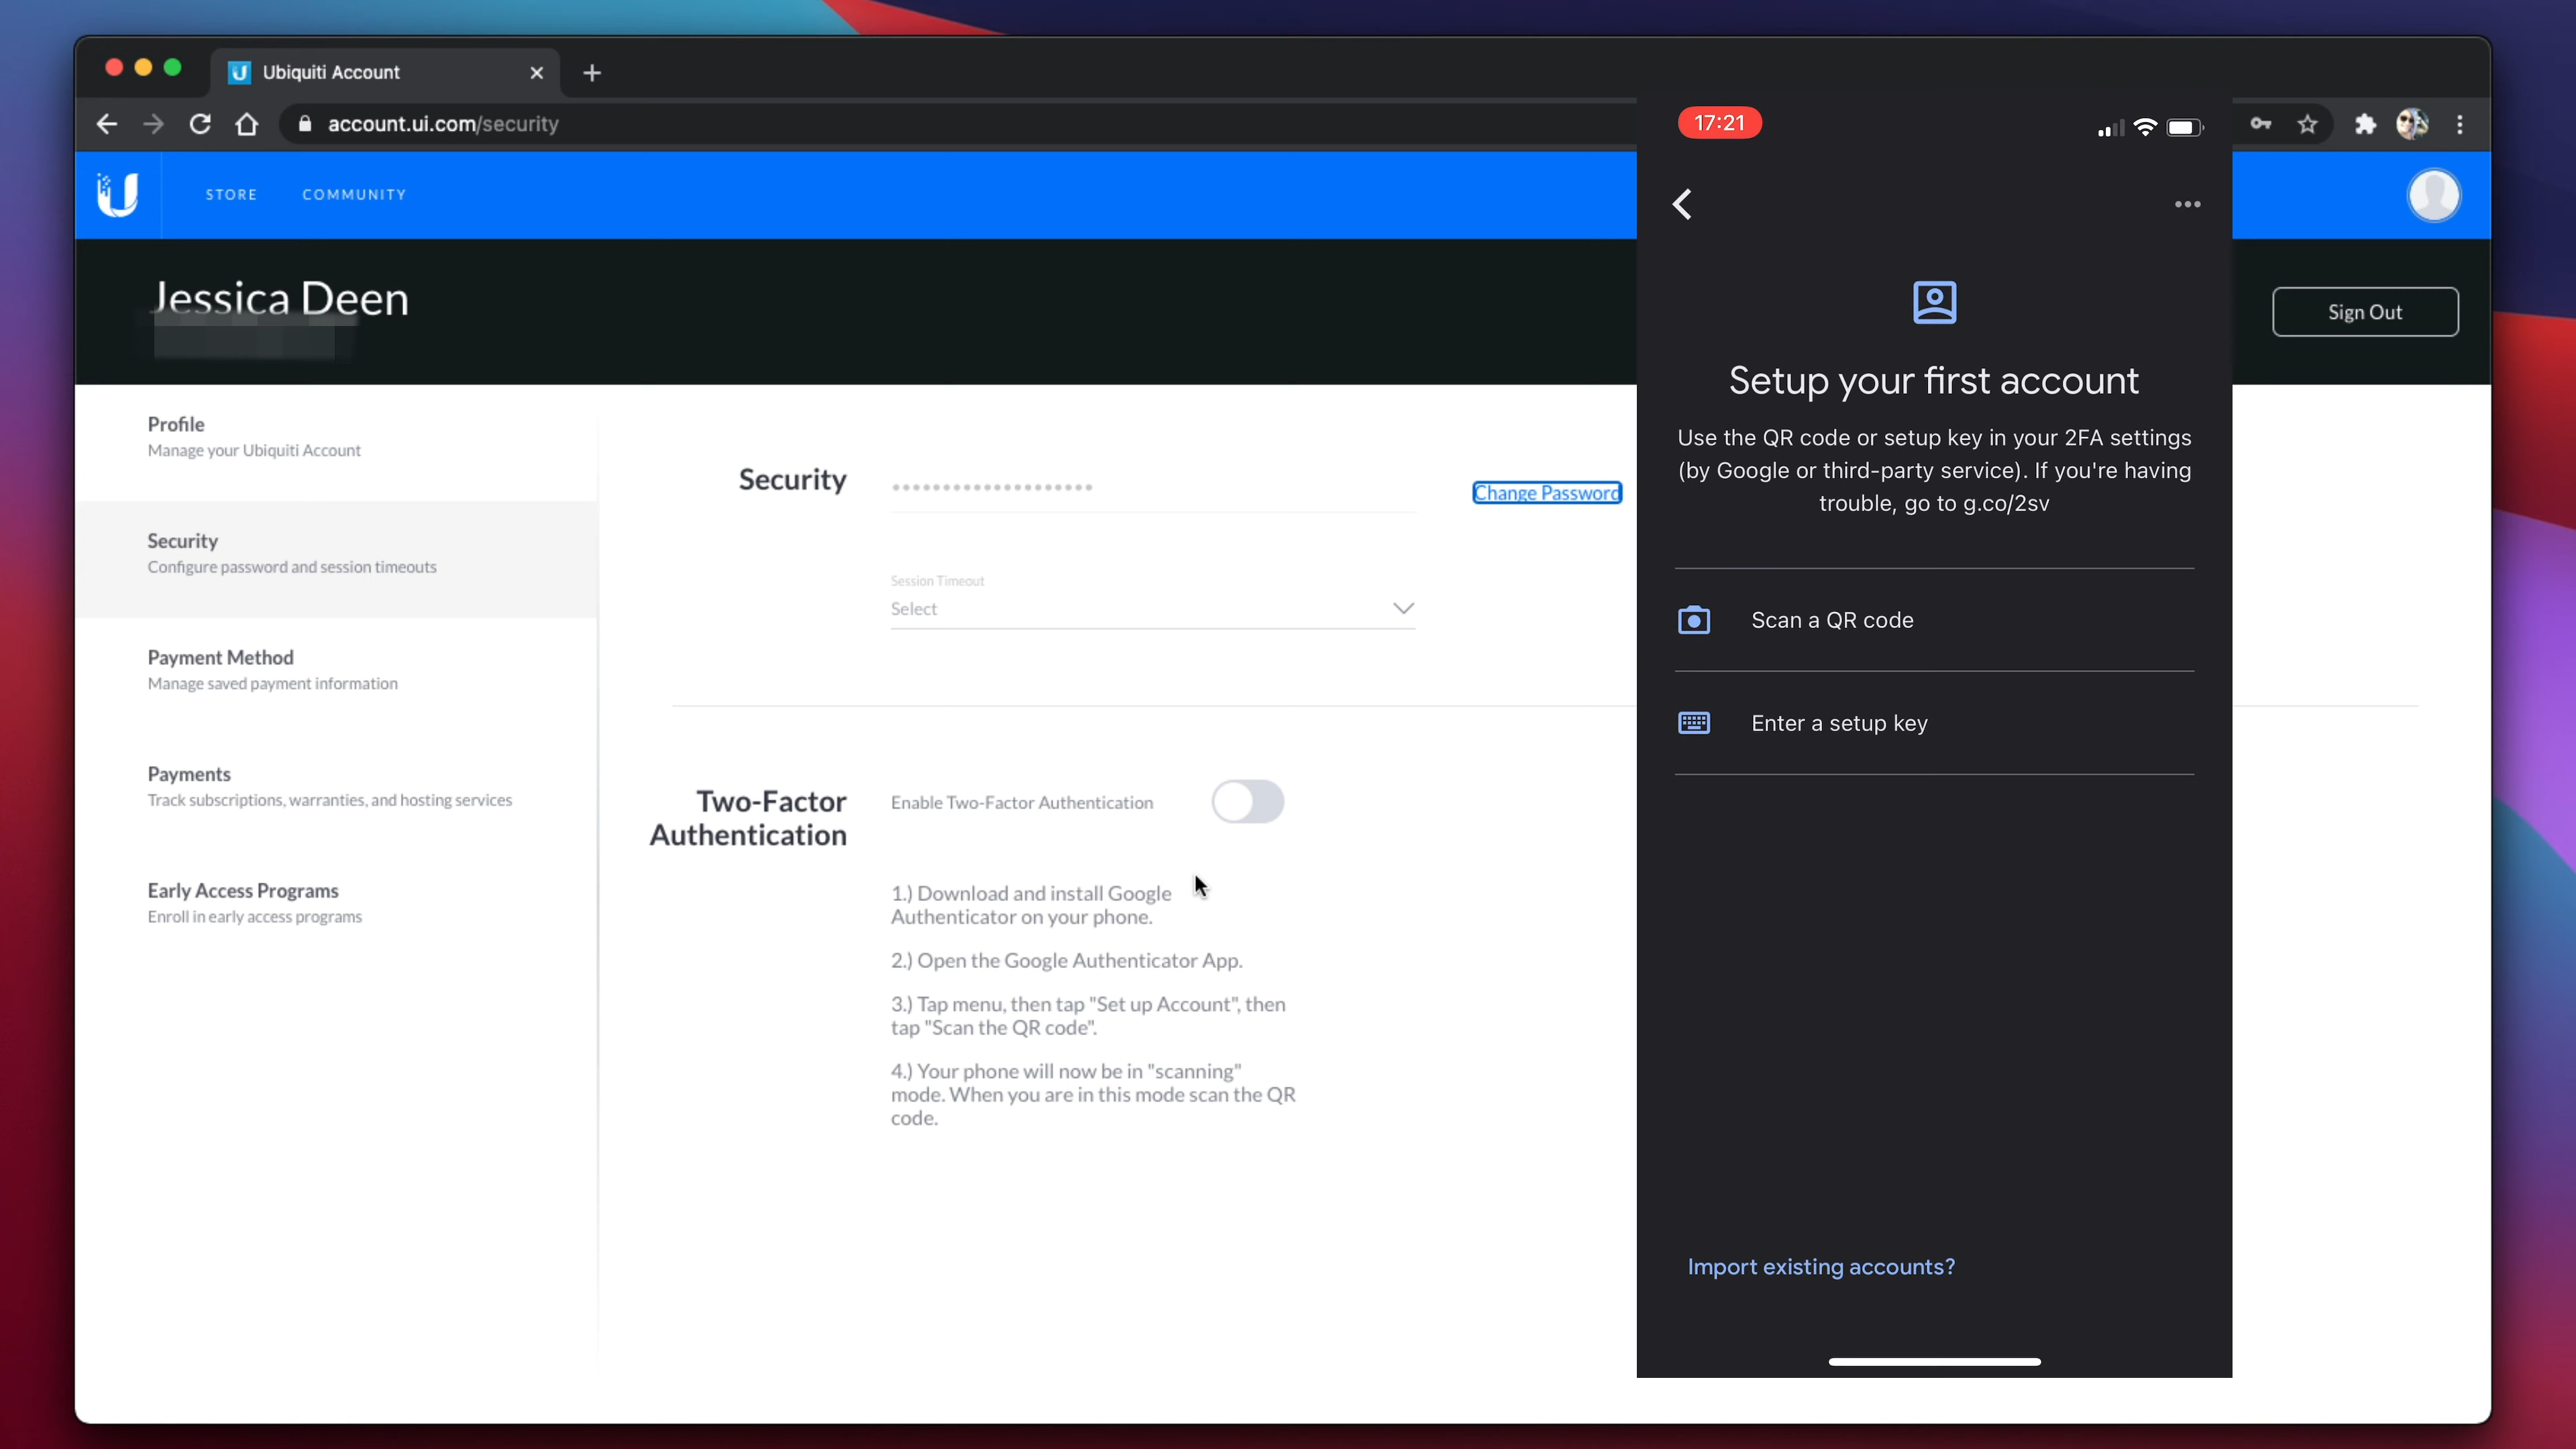 Ubiquiti Account
account.ui.com/security
STORE COMMUNITY
Jessica Deen
Sign Out
Profile
Manage your Ubiquiti Account
Security
Configure password and session timeouts
Payment Method
Manage saved payment information
Payments
Track subscriptions, warranties, and hosting services
Early Access Programs
Enroll in early access programs
Security
Change Password
Session Timeout
Select
Two-Factor
Authentication
Enable Two-Factor Authentication
1.) Download and install Google
Authenticator on your phone.
2.) Open the Google Authenticator App.
3.) Tap menu, then tap "Set up Account", then
tap "Scan the QR code".
4.) Your phone will now be in "scanning"
mode. When you are in this mode scan the QR
code.
17:21
Setup your first account
Use the QR code or setup key in your 2FA settings
(by Google or third-party service). If you're having
trouble, go to g.co/2sv
Scan a QR code
Enter a setup key
Import existing accounts?